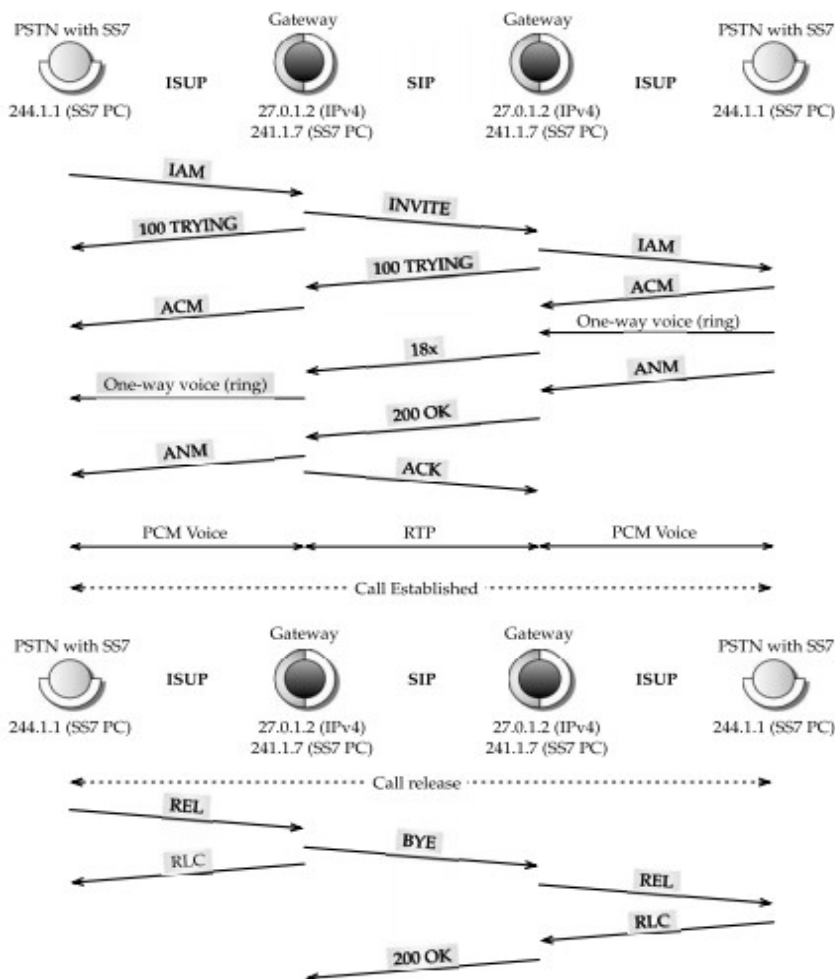 PSTN with SS7
Gateway
Gateway
PSTN with SS7
ISUP
SIP
ISUP
244.1.1 (SS7 PC)
27.0.1.2 (IPv4)
241.1.7 (SS7 PC)
27.0.1.2 (IPv4)
241.1.7 (SS7 PC)
244.1.1 (SS7 PC)
IAM
INVITE
100 TRYING
IAM
100 TRYING
ACM
ACM
One-way voice (ring)
18x
ANM
One-way voice (ring)
200 OK
ANM
ACK
PCM Voice
RTP
PCM Voice
Call Established
PSTN with SS7
Gateway
Gateway
PSTN with SS7
ISUP
SIP
ISUP
244.1.1 (SS7 PC)
27.0.1.2 (IPv4)
241.1.7 (SS7 PC)
27.0.1.2 (IPv4)
241.1.7 (SS7 PC)
244.1.1 (SS7 PC)
Call release
REL
BYE
RLC
REL
RLC
200 OK